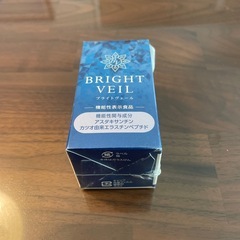 BRIGHT
VEIL
ブライトヴェール
機能性表示食品
機能性関与成分
アスタキサンチン
カツオ由来エラスチンペプチド